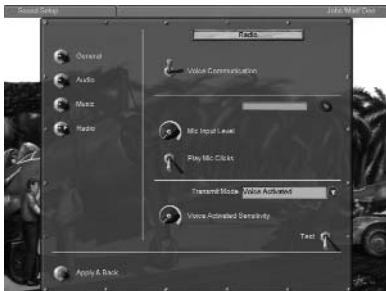 Sound Setup
John 'Mad' Doe
Radio
General
Voice Communication
Audio
Music
Radio
Mic Input Level
Play Mic Clicks
Transmit Mode Voice Activated
Voice Activated Sensitivity
Test
Apply & Back